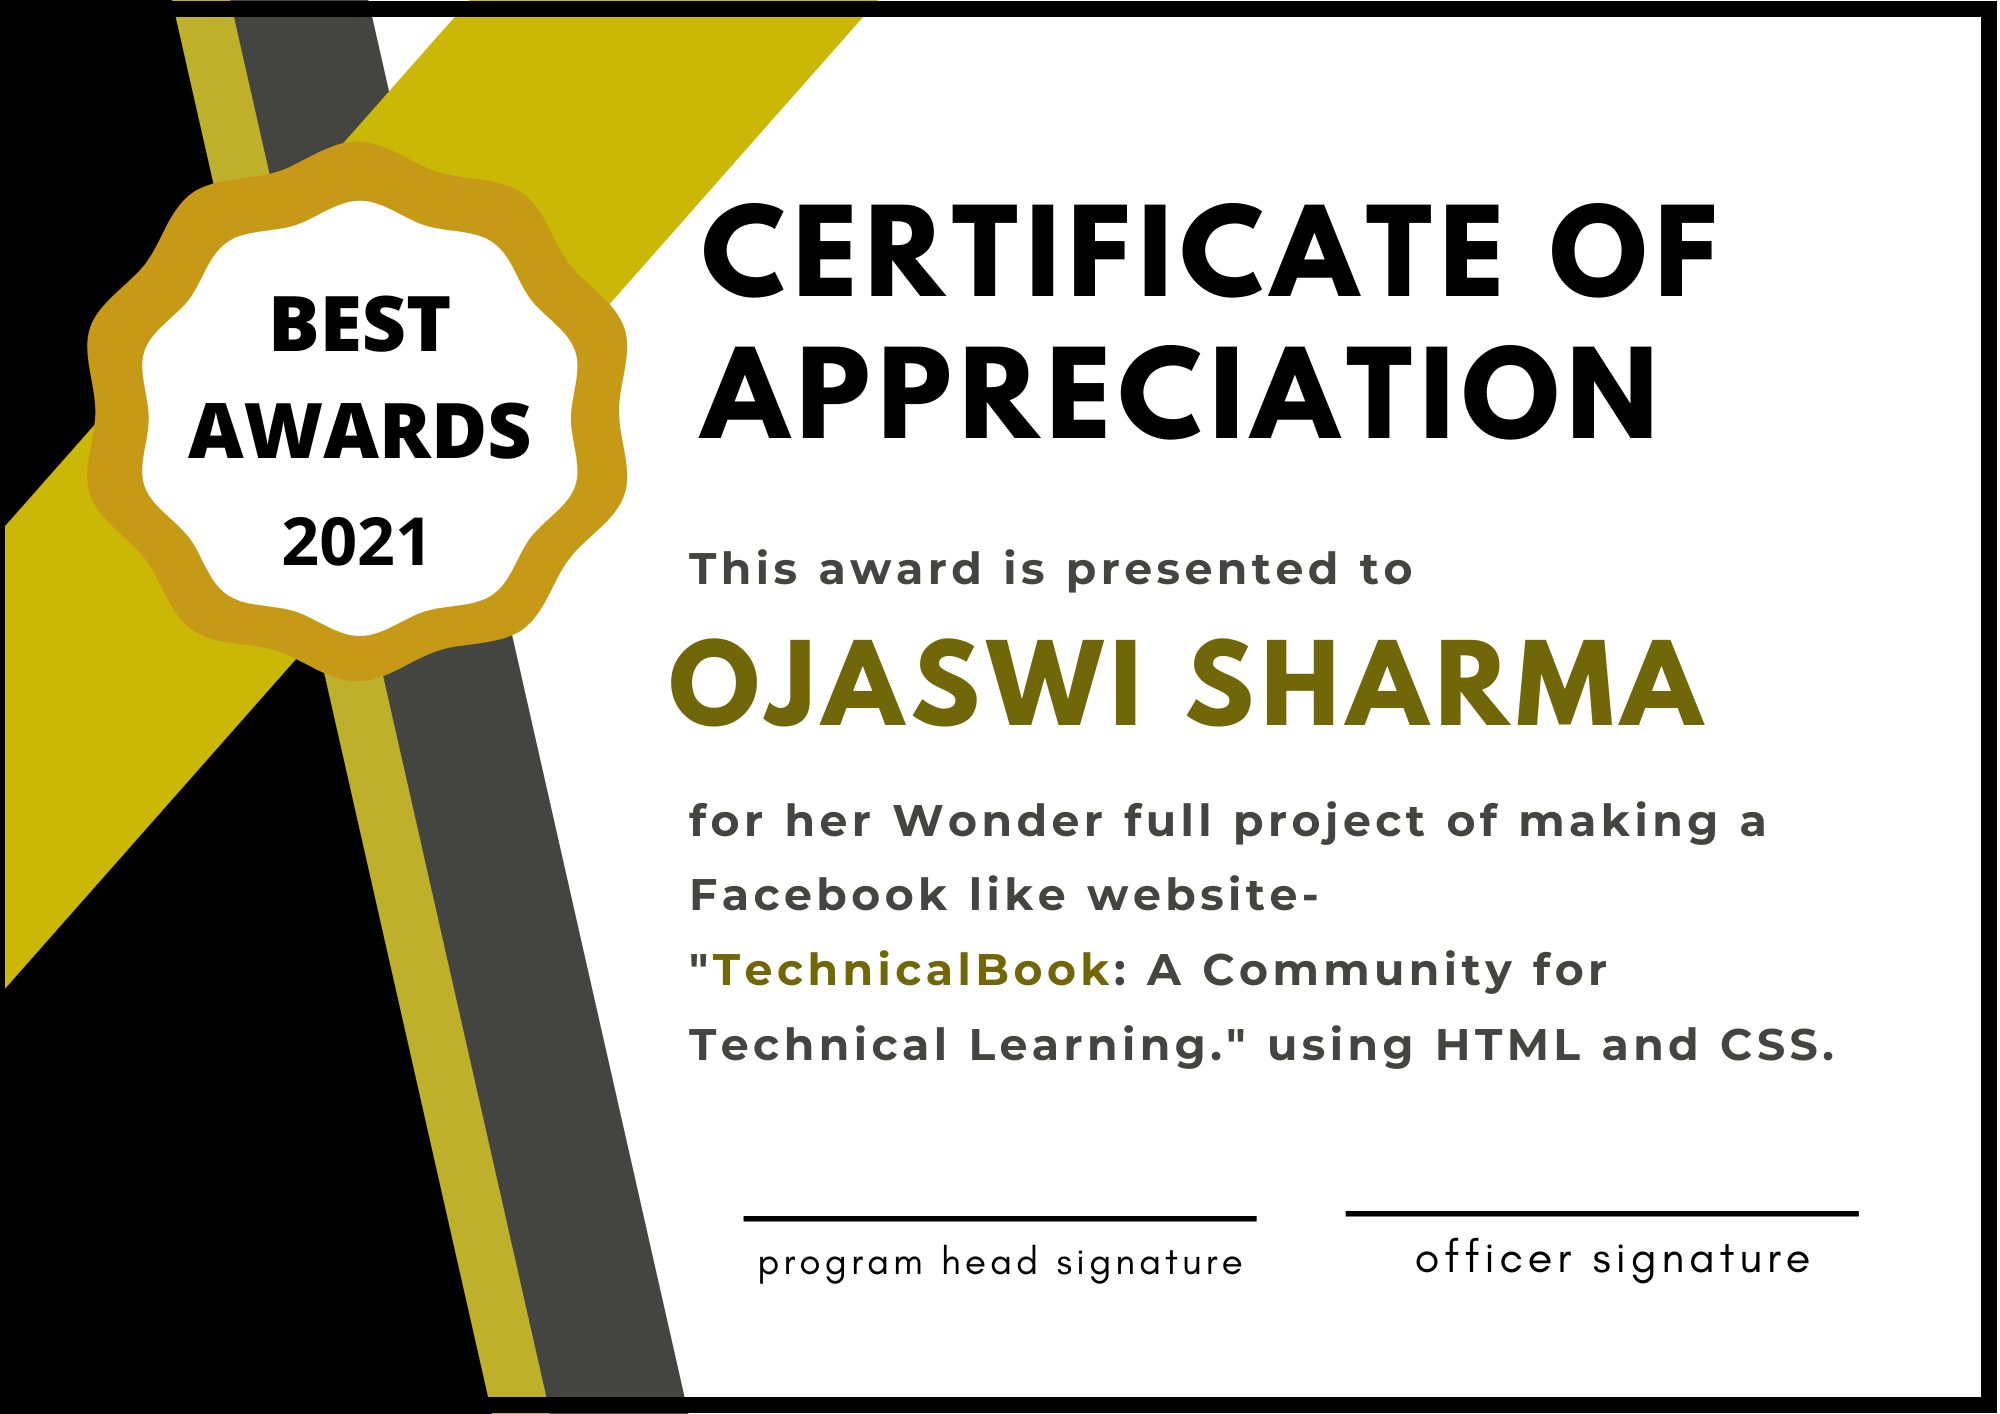 BEST
AWARDS
2021
CERTIFICATE OF
APPRECIATION
This award is presented to
OJASWI SHARMA
for her Wonder full project of making a
Facebook like website-
"TechnicalBook: A Community for
Technical Learning." using HTML and CSS.
program head signature
officer signature